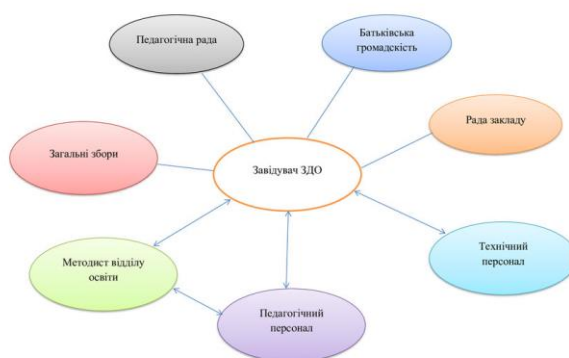 Педагогічна рада
Батьківська
громадскість
Рада закладу
Загальні збори
Завідувач ЗДО
Методист відділу
освіти
Технічний
персонал
Педагогічний
персонал